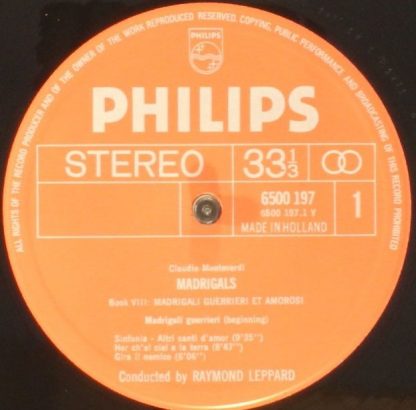 ALL RIGHTS OF THE RECORD PRODUCER AND OF THE OWNER OF THE WORK REPRODUCED RESERVED. COPYING, PUBLIC PERFORMANCE AND BROADCASTING OF THIS RECORD PROHIBITED
PHILIPS
PHILIPS
STEREO 33 1/3
6500 197 1
6500 197.1 Y
MADE IN HOLLAND
Claudio Monteverdi
MADRIGALS
Book VIII: MADRIGALI GUERRIERI ET AMOROSI
Madrigali guerrieri (beginning)
Sinfonia - Altri canti d'amor (9'35")
Hor ch'el ciel e la terra (8'47")
Gira il nemico (6'06")
Conducted by RAYMOND LEPPARD